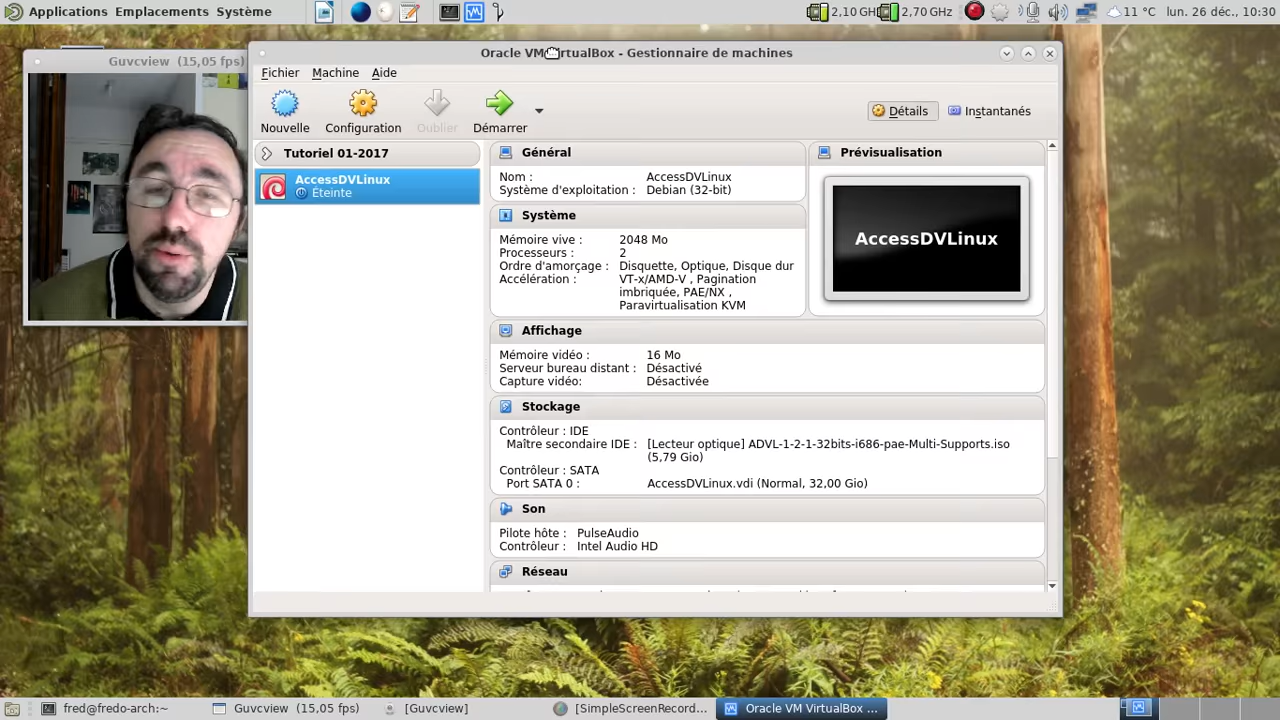 Applications Emplacements Système
2,10 GH 2,70 GHz 11 °C lun. 26 déc., 10:30
Guvcview (15,05 fps)
Oracle VM VirtualBox - Gestionnaire de machines
Fichier Machine Aide
Nouvelle Configuration Oublier Démarrer
Détails Instantanés
Tutoriel 01-2017
AccessDVLinux
Éteinte
Général
Nom : AccessDVLinux
Système d'exploitation : Debian (32-bit)
Prévisualisation
AccessDVLinux
Système
Mémoire vive : 2048 Mo
Processeurs : 2
Ordre d'amorçage : Disquette, Optique, Disque dur
Accélération : VT-x/AMD-V , Pagination
imbriquée, PAE/NX ,
Paravirtualisation KVM
Affichage
Mémoire vidéo : 16 Mo
Serveur bureau distant : Désactivé
Capture vidéo: Désactivée
Stockage
Contrôleur : IDE
Maître secondaire IDE : [Lecteur optique] ADVL-1-2-1-32bits-i686-pae-Multi-Supports.iso
(5,79 Gio)
Contrôleur : SATA
Port SATA 0 : AccessDVLinux.vdi (Normal, 32,00 Gio)
Son
Pilote hôte : PulseAudio
Contrôleur : Intel Audio HD
Réseau
fred@fredo-arch:~ Guvcview (15,05 fps) [Guvcview] [SimpleScreenRecord... Oracle VM VirtualBox ...